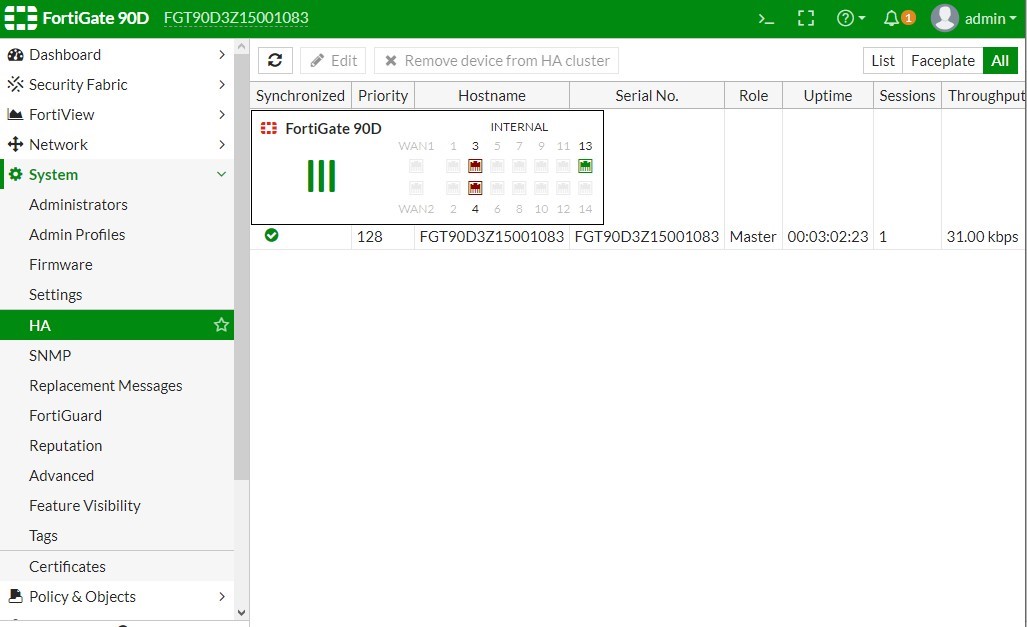 FortiGate 90D FGT90D3Z15001083 1 admin
Dashboard
Security Fabric
FortiView
Network
System
Administrators
Admin Profiles
Firmware
Settings
HA
SNMP
Replacement Messages
FortiGuard
Reputation
Advanced
Feature Visibility
Tags
Certificates
Policy & Objects
Edit Remove device from HA cluster List Faceplate All
Synchronized Priority Hostname Serial No. Role Uptime Sessions Throughput
FortiGate 90D INTERNAL
WAN1 1 3 5 7 9 11 13
WAN2 2 4 6 8 10 12 14
128 FGT90D3Z15001083 FGT90D3Z15001083 Master 00:03:02:23 1 31.00 kbps